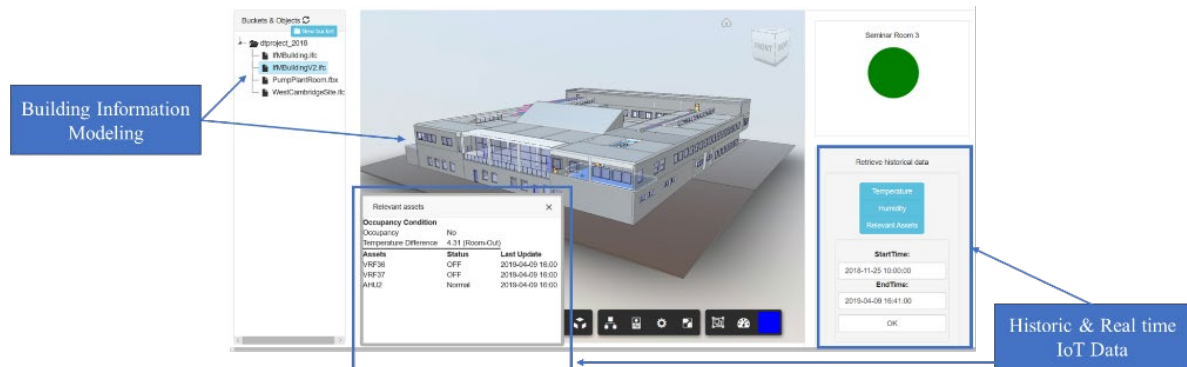 Buckets & Objects
New bucket
dtproject_2018
IfMBuilding.ifc
IfMBuildingV2.ifc
PumpPlantRoom.fbx
WestCambridgeSite.ifc
Building Information
Modeling
FRONT
Seminar Room 3
Relevant assets ×
Occupancy Condition
Occupancy No
Temperature Difference 4.31 (Room-Out)
Assets Status Last Update
VRF36 OFF 2019-04-09 16:00
VRF37 OFF 2019-04-09 16:00
AHU2 Normal 2019-04-09 16:00
Retrieve historical data
Temperature
Humidity
Relevant Assets
StartTime:
2018-11-25 10:00:00
EndTime:
2019-04-09 16:41:00
OK
Historic & Real time
IoT Data